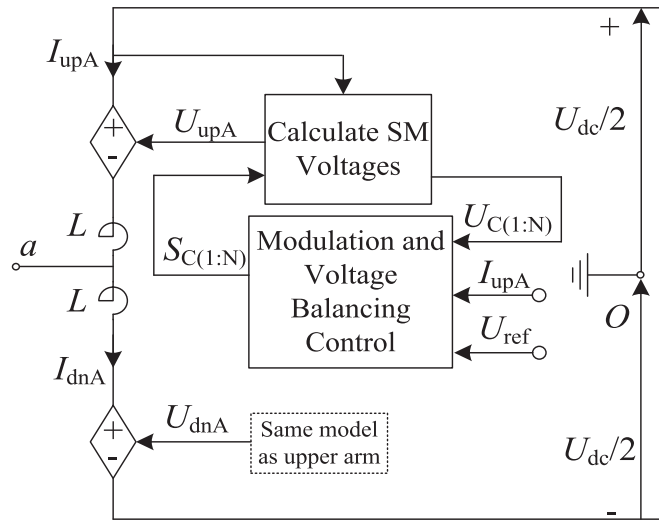 I_upA
+
U_dc/2
+
-
U_upA
Calculate SM
Voltages
L
a
S_C(1:N)
U_C(1:N)
Modulation and
Voltage
Balancing
Control
I_upA
U_ref
O
L
I_dnA
U_dnA
+
-
Same model
as upper arm
U_dc/2
-